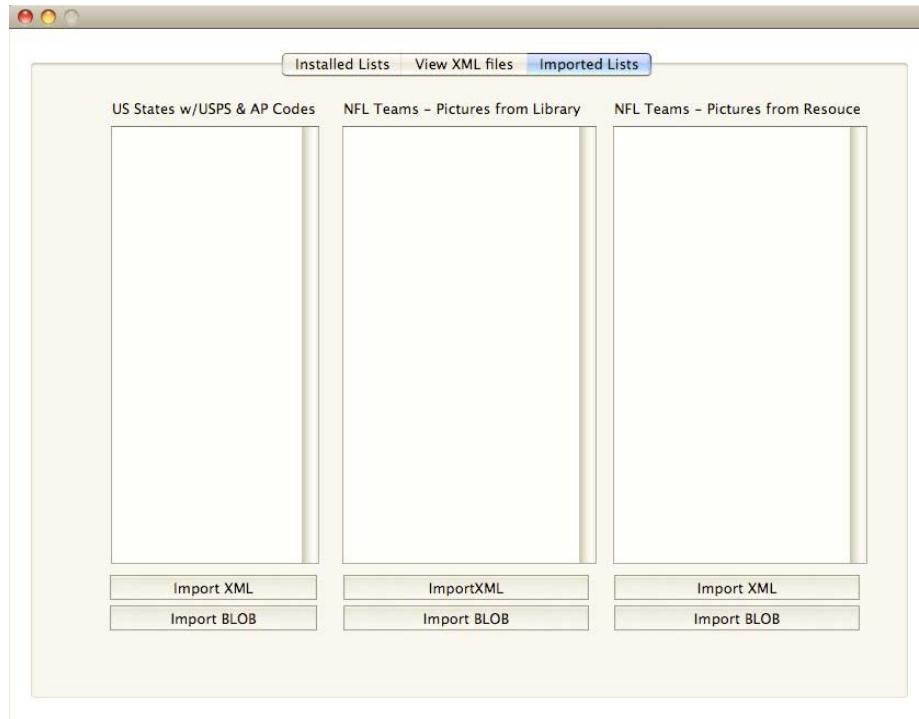 Installed Lists View XML files Imported Lists
US States w/USPS & AP Codes NFL Teams - Pictures from Library NFL Teams - Pictures from Resouce
Import XML ImportXML Import XML
Import BLOB Import BLOB Import BLOB